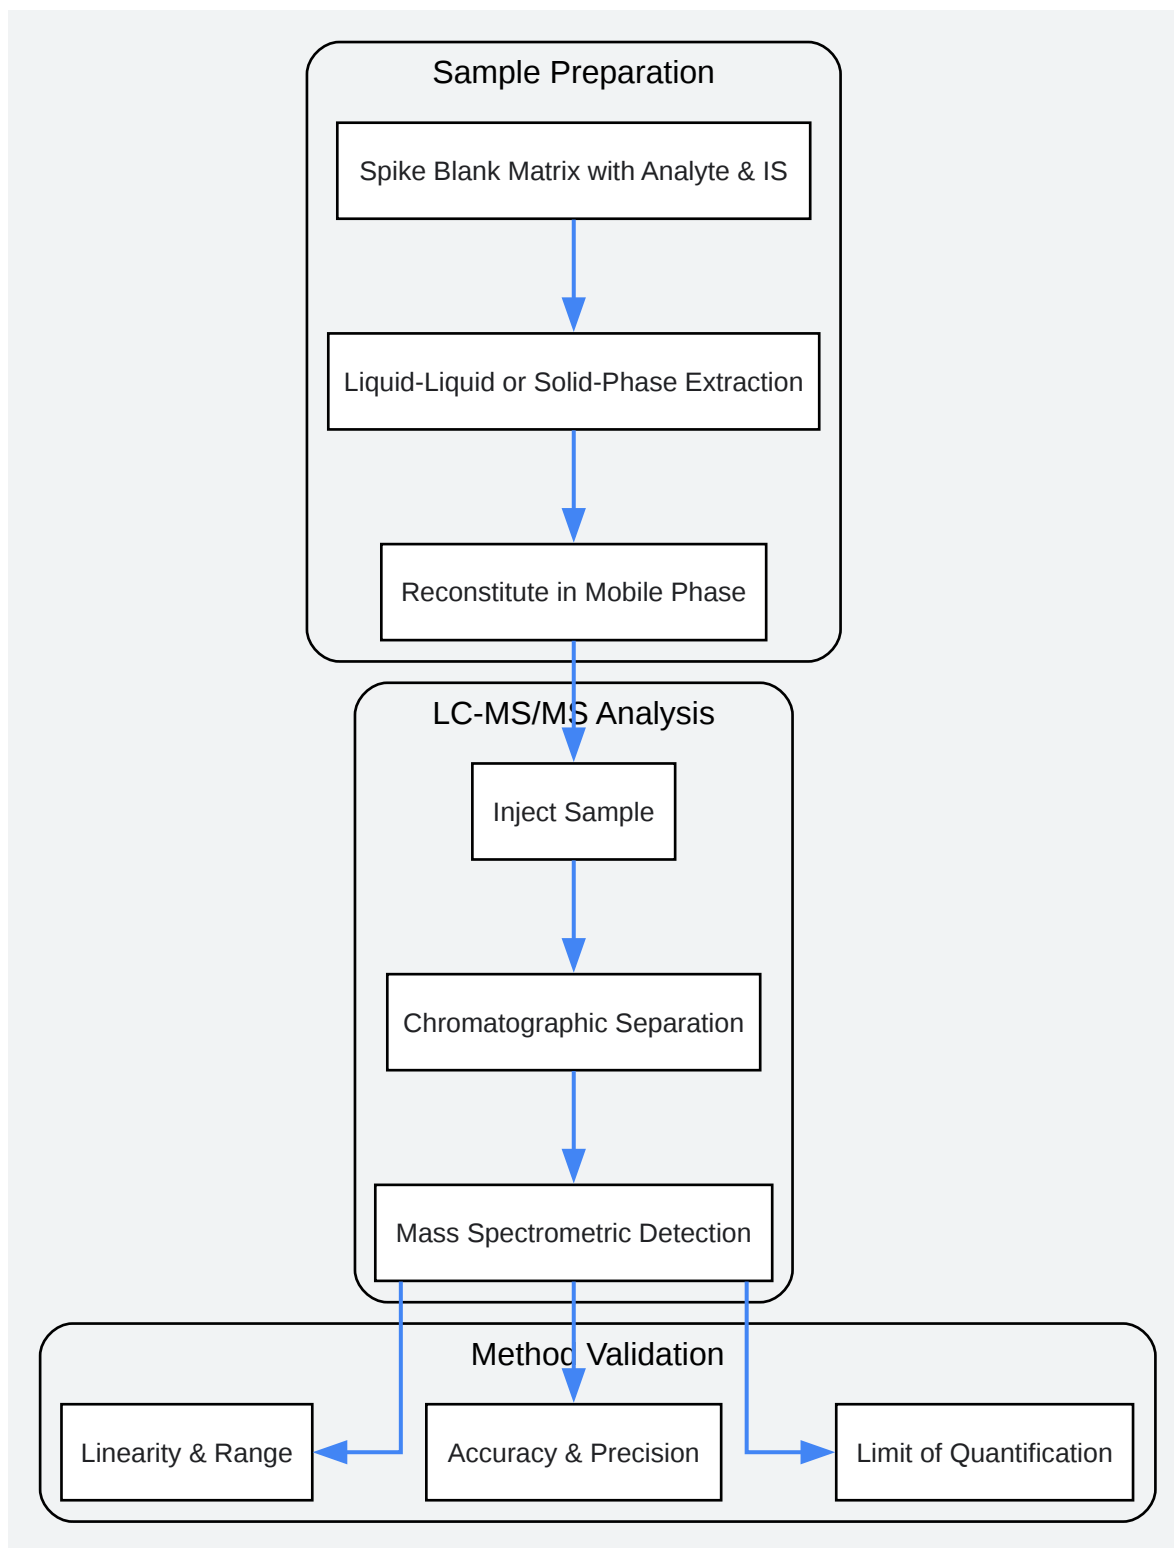 Sample Preparation
Spike Blank Matrix with Analyte & IS
Liquid-Liquid or Solid-Phase Extraction
Reconstitute in Mobile Phase
LC-MS/MS Analysis
Inject Sample
Chromatographic Separation
Mass Spectrometric Detection
Method Validation
Linearity & Range
Accuracy & Precision
Limit of Quantification